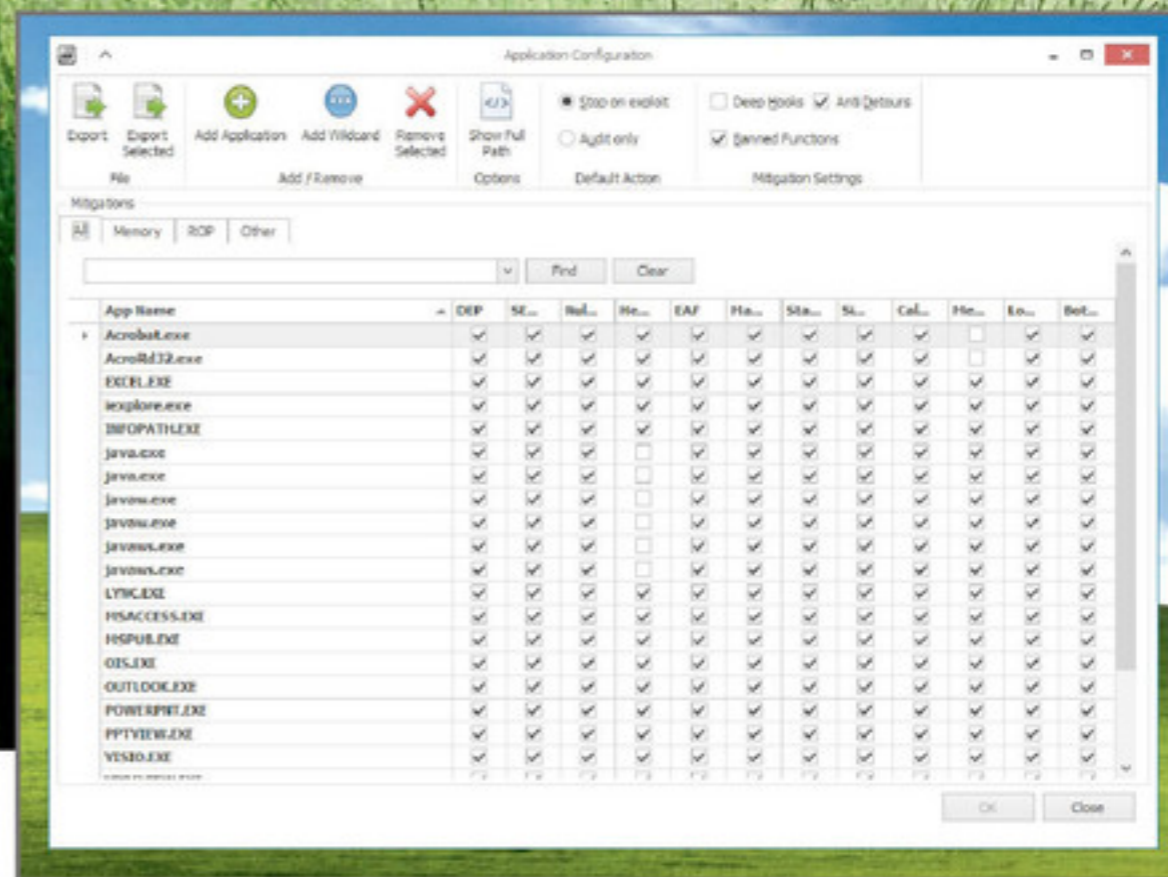 Application Configuration
Export
Export Selected
Add Application
Add Wildcard
Remove Selected
Show Full Path
Stop on exploit
Audit only
Deep Hooks
Anti Detours
Banned Functions
File
Add / Remove
Options
Default Action
Mitigation Settings
Mitigations
All
Memory
ROP
Other
Find
Clear
App Name DEP SE... Nul... He... EAF Ma... Sta... Si... Cal... Me... Lo... Bot...
Acrobat.exe
AcroRd32.exe
EXCEL.EXE
iexplore.exe
INFOPATH.EXE
java.exe
java.exe
javaw.exe
javaw.exe
javaws.exe
javaws.exe
LYNC.EXE
MSACCESS.EXE
MSPUB.EXE
OIS.EXE
OUTLOOK.EXE
POWERPNT.EXE
PPTVIEW.EXE
VISIO.EXE
OK
Close